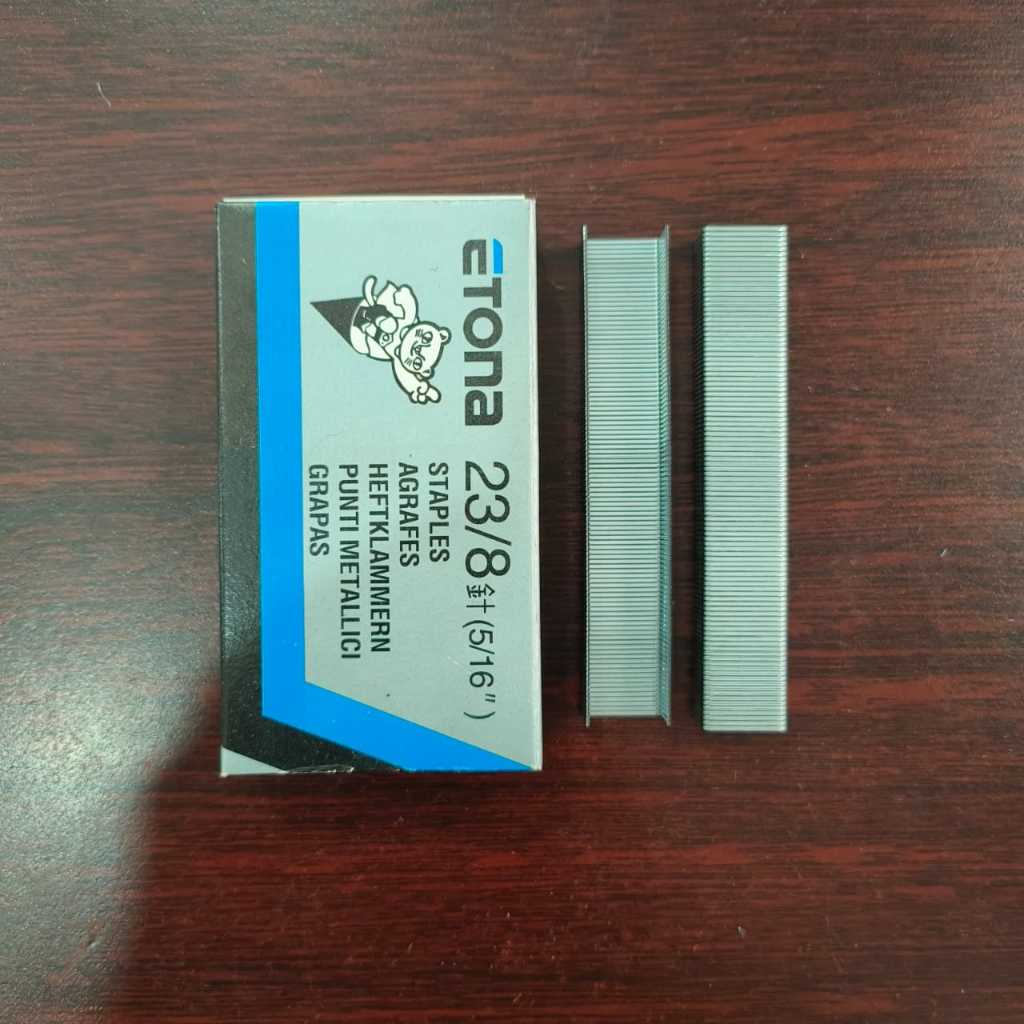 ETONA
23/8針(5/16")
STAPLES
AGRAFES
HEFTKLAMMERN
PUNTI METALLICI
GRAPAS